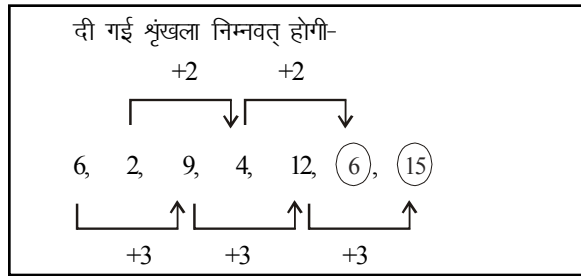 दी गई श्रृंखला निम्नवत् होगी-
+2 +2
6, 2, 9, 4, 12, 6, 15
+3 +3 +3